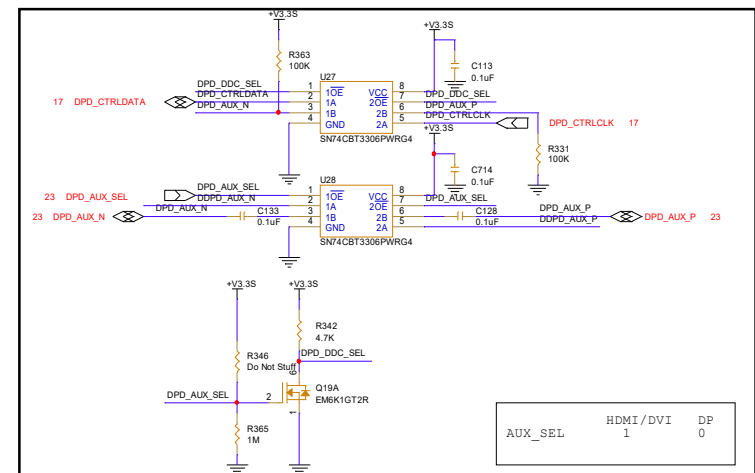 +V3.3S
+V3.3S
R363
100K
C113
0.1uF
U27
DPD_DDC_SEL 1 1OE VCC 8
17 DPD_CTRLDATA DPD_CTRLDATA 2 1A 2OE 7 DPD_DDC_SEL
DPD_AUX_N 3 1B 2B 6 DPD_AUX_P
4 GND 2A 5 DPD_CTRLCLK DPD_CTRLCLK 17
SN74CBT3306PWRG4
+V3.3S
R331
100K
C714
0.1uF
U28
23 DPD_AUX_SEL DPD_AUX_SEL 1 1OE VCC 8
DDPD_AUX_N 2 1A 2OE 7 DPD_AUX_SEL
23 DPD_AUX_N DPD_AUX_N C133 3 1B 2B 6 C128 DPD_AUX_P DPD_AUX_P 23
0.1uF 4 GND 2A 5 0.1uF DDPD_AUX_P
SN74CBT3306PWRG4
+V3.3S
+V3.3S
R342
4.7K
DPD_DDC_SEL
R346
Do Not Stuff
6
Q19A
EM6K1GT2R
DPD_AUX_SEL 2
1
R365
1M
HDMI/DVI DP
AUX_SEL 1 0